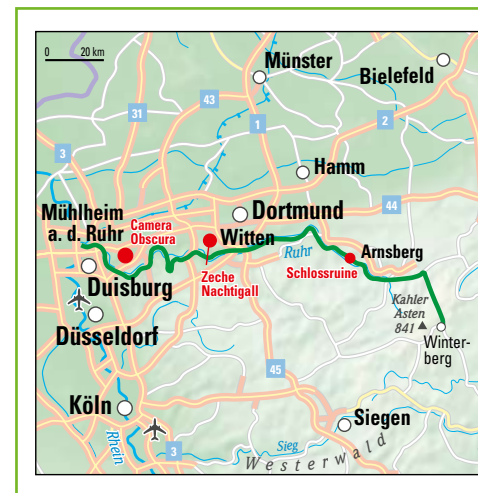 0 20 km
Münster
Bielefeld
43
31
1
2
3
Hamm
44
Mühlheim
a. d. Ruhr
Camera
Obscura
Dortmund
Witten
Ruhr
Arnsberg
Zeche
Nachtigall
Schlossruine
Duisburg
Kahler
Asten
841
Düsseldorf
Winter-
berg
45
Köln
Siegen
Rhein
3
Sieg
Westerwald